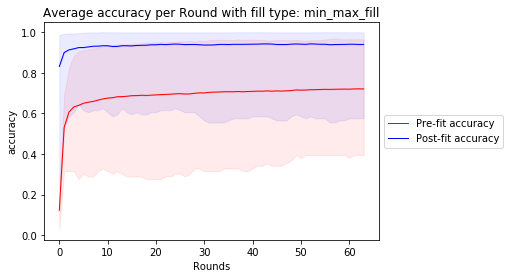 Average accuracy per Round with fill type: min_max_fill
1.0
0.8
0.6
0.4
0.2
0.0
accuracy
0 10 20 30 40 50 60
Rounds
Pre-fit accuracy
Post-fit accuracy